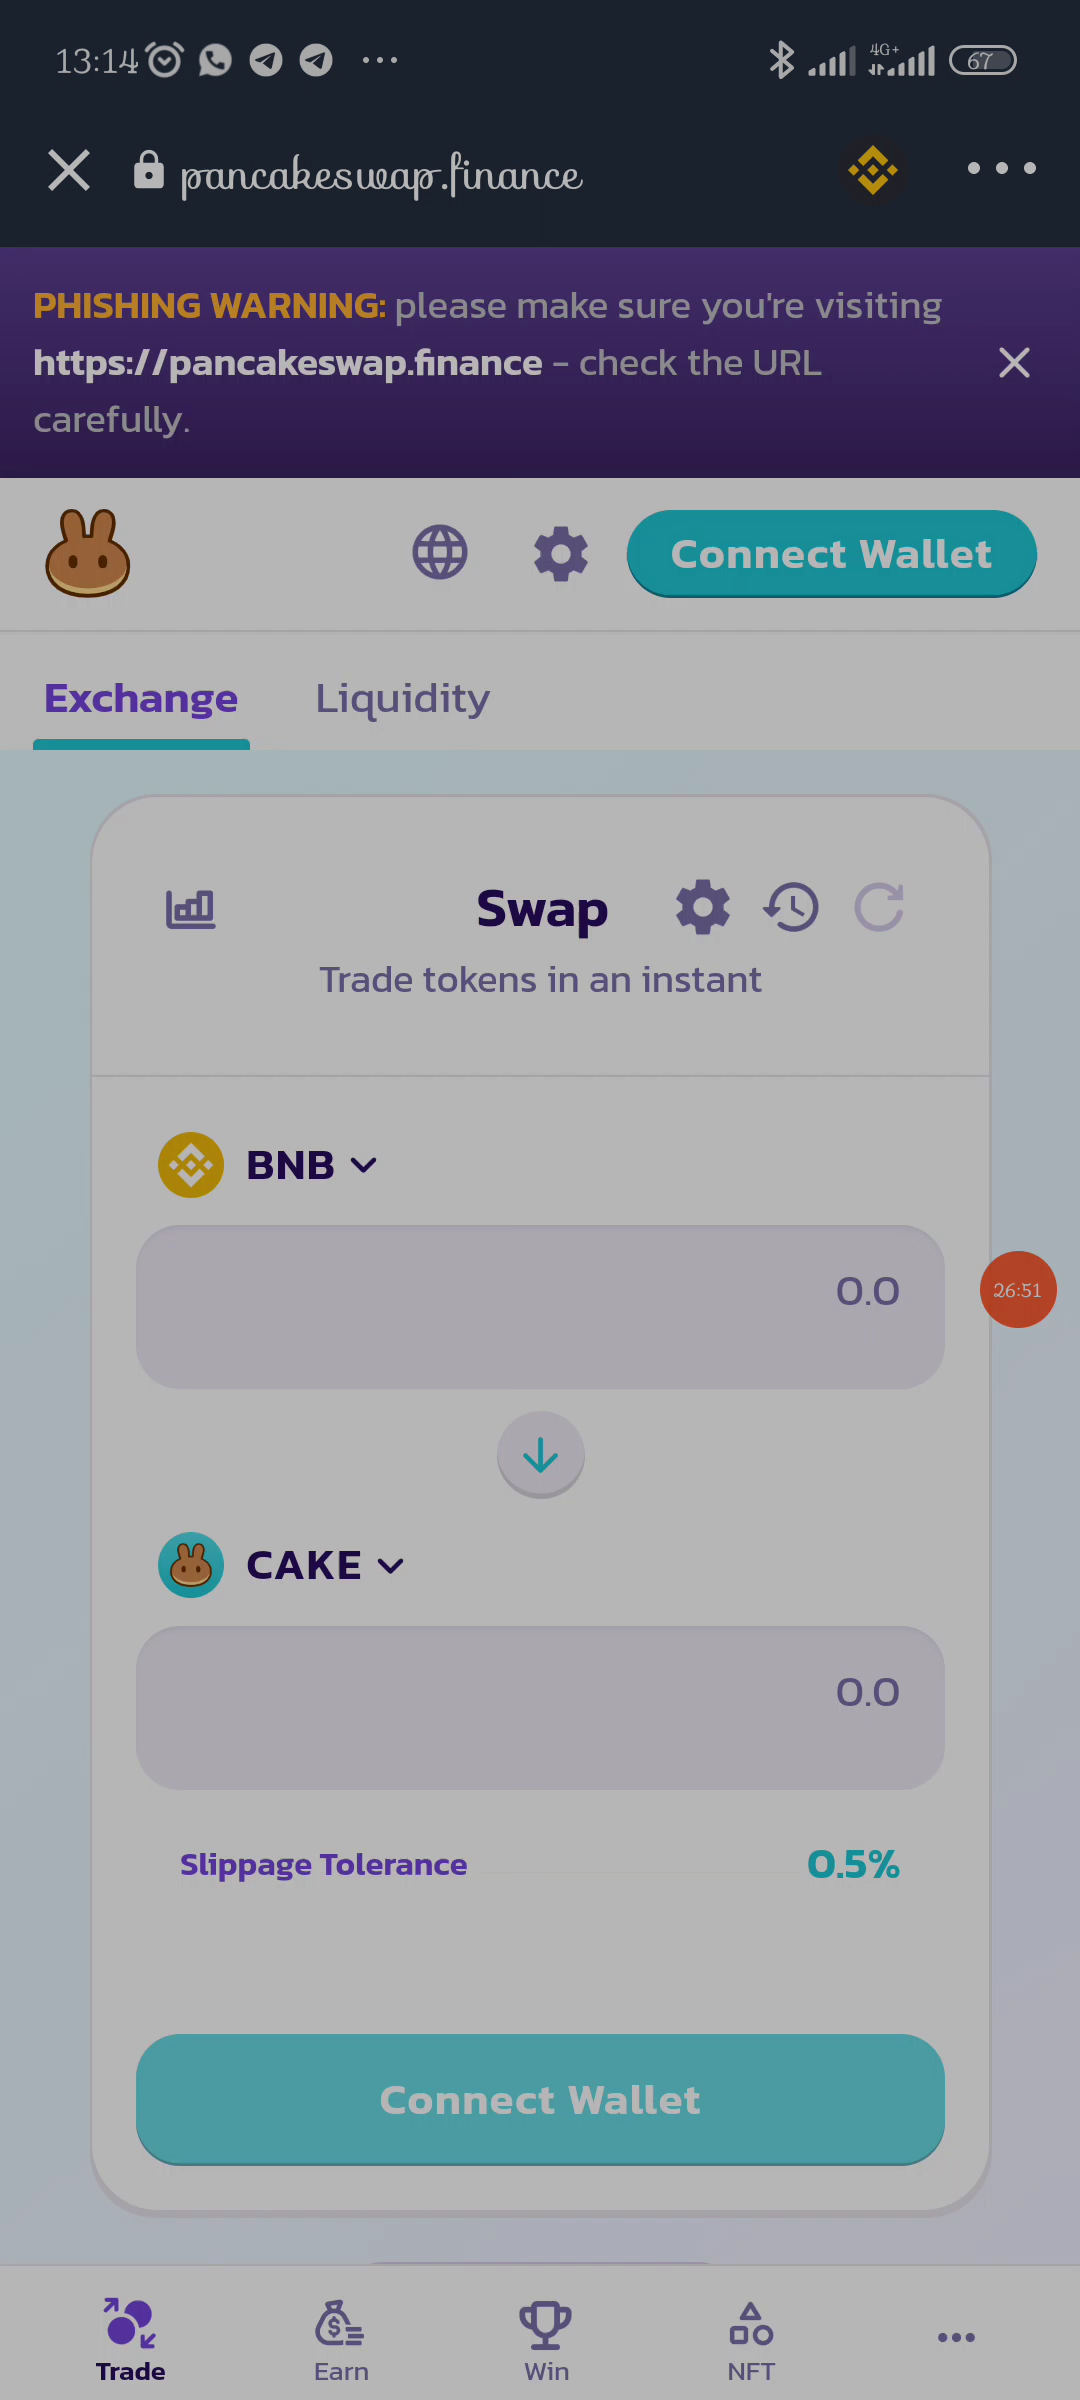 13:14
4G+
67
pancakeswap.finance
PHISHING WARNING: please make sure you're visiting
https://pancakeswap.finance - check the URL
carefully.
Connect Wallet
Exchange
Liquidity
Swap
Trade tokens in an instant
BNB
0.0
26:51
CAKE
0.0
Slippage Tolerance
0.5%
Connect Wallet
Trade
Earn
Win
NFT